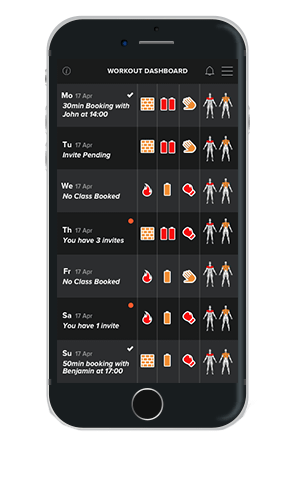 WORKOUT DASHBOARD
Mo 17 Apr
30min Booking with
John at 14:00
Tu 17 Apr
Invite Pending
We 17 Apr
No Class Booked
Th 17 Apr
You have 3 invites
Fr 17 Apr
No Class Booked
Sa 17 Apr
You have 1 invite
Su 17 Apr
50min booking with
Benjamin at 17:00